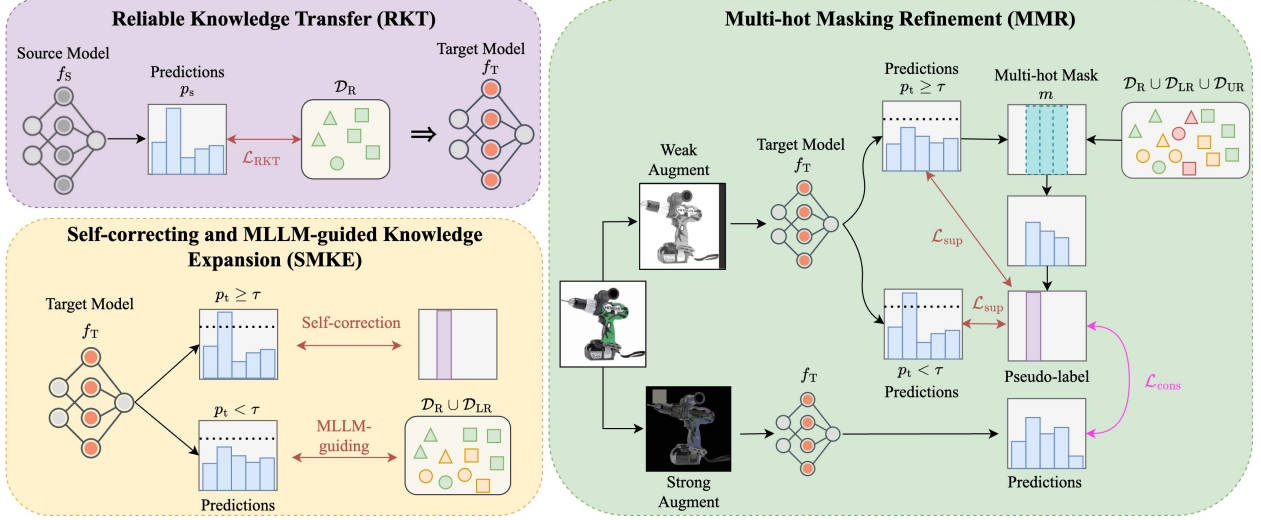 Reliable Knowledge Transfer (RKT)
Source Model
f_S
Predictions
p_s
ℒ_RKT
𝒟_R
⇒
Target Model
f_T
Self-correcting and MLLM-guided Knowledge
Expansion (SMKE)
Target Model
f_T
p_t ≥ τ
Self-correction
p_t < τ
MLLM-
guiding
𝒟_R ∪ 𝒟_LR
Predictions
Multi-hot Masking Refinement (MMR)
Weak
Augment
Target Model
f_T
Predictions
p_t ≥ τ
Multi-hot Mask
m
𝒟_R ∪ 𝒟_LR ∪ 𝒟_UR
ℒ_sup
ℒ_sup
p_t < τ
Predictions
Pseudo-label
ℒ_cons
Strong
Augment
f_T
Predictions